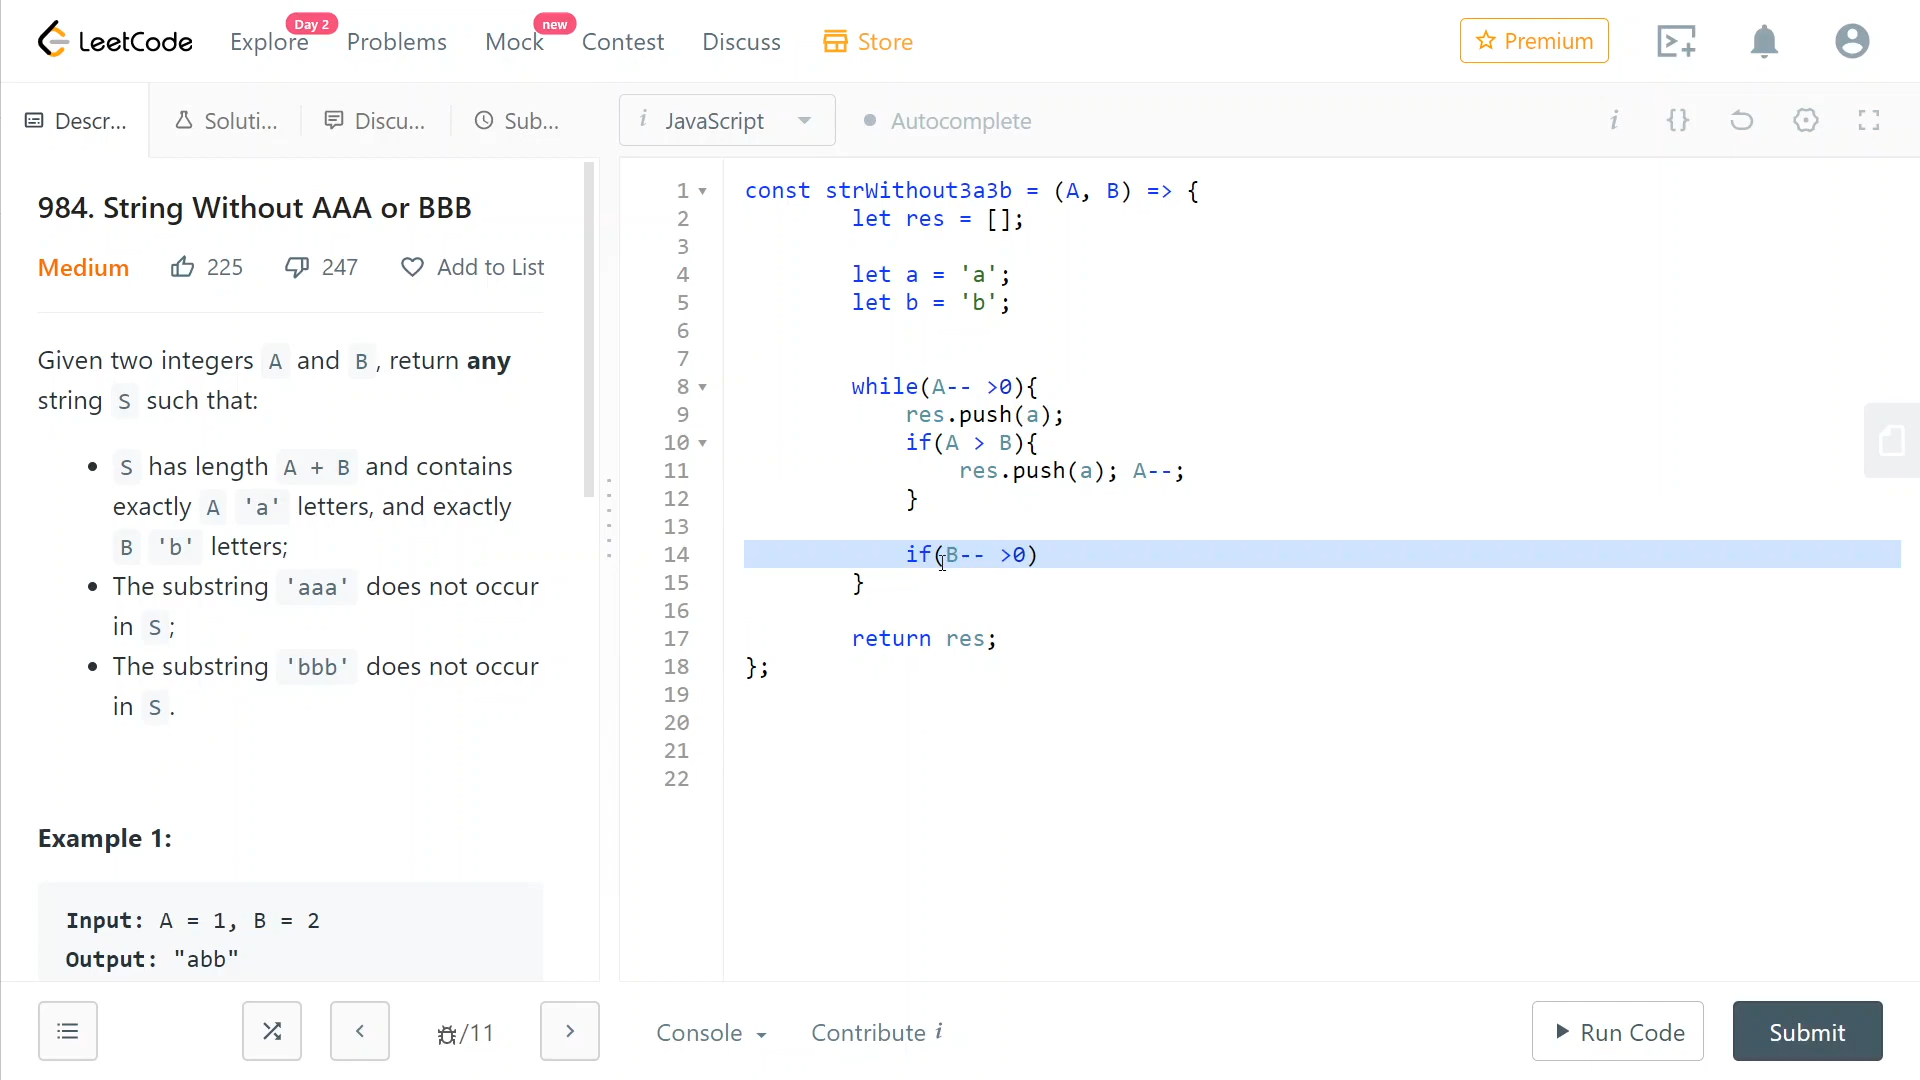 LeetCode Explore Day 2 Problems Mock new Contest Discuss Store Premium
Descr... Soluti... Discu... Sub...
i JavaScript Autocomplete i {}
984. String Without AAA or BBB
Medium 225 247 Add to List
Given two integers A and B, return any
string S such that:
S has length A + B and contains
exactly A 'a' letters, and exactly
B 'b' letters;
The substring 'aaa' does not occur
in S;
The substring 'bbb' does not occur
in S.
Example 1:
Input: A = 1, B = 2
Output: "abb"
1 const strWithout3a3b = (A, B) => {
2 let res = [];
3
4 let a = 'a';
5 let b = 'b';
6
7
8 while(A-- >0){
9 res.push(a);
10 if(A > B){
11 res.push(a); A--;
12 }
13
14 if(B-- >0)
15 }
16
17 return res;
18 };
19
20
21
22
/11
Console Contribute i
Run Code Submit